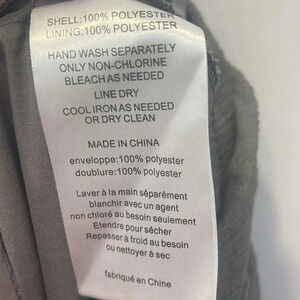 SHELL:100% POLYESTER
LINING:100% POLYESTER
HAND WASH SEPARATELY
ONLY NON-CHLORINE
BLEACH AS NEEDED
LINE DRY
COOL IRON AS NEEDED
OR DRY CLEAN
MADE IN CHINA
enveloppe:100% polyester
doublure:100% polyester
Laver à la main séparément
blanchir avec un agent
non chloré au besoin seulement
Etendre pour sécher
Repasser à froid au besoin
ou nettoyer à sec
fabriqué en Chine